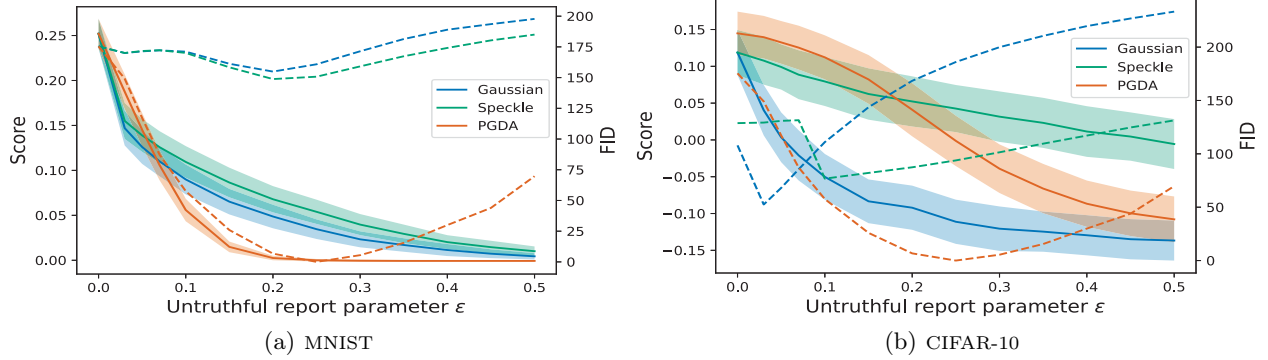 0.25
0.20
0.15
0.10
0.05
0.00
Score
200
175
150
125
100
75
50
25
0
FID
Gaussian
Speckle
PGDA
0.0 0.1 0.2 0.3 0.4 0.5
Untruthful report parameter ε
(a) MNIST
0.15
0.10
0.05
0.00
−0.05
−0.10
−0.15
Score
200
150
100
50
0
FID
Gaussian
Speckle
PGDA
0.0 0.1 0.2 0.3 0.4 0.5
Untruthful report parameter ε
(b) CIFAR-10